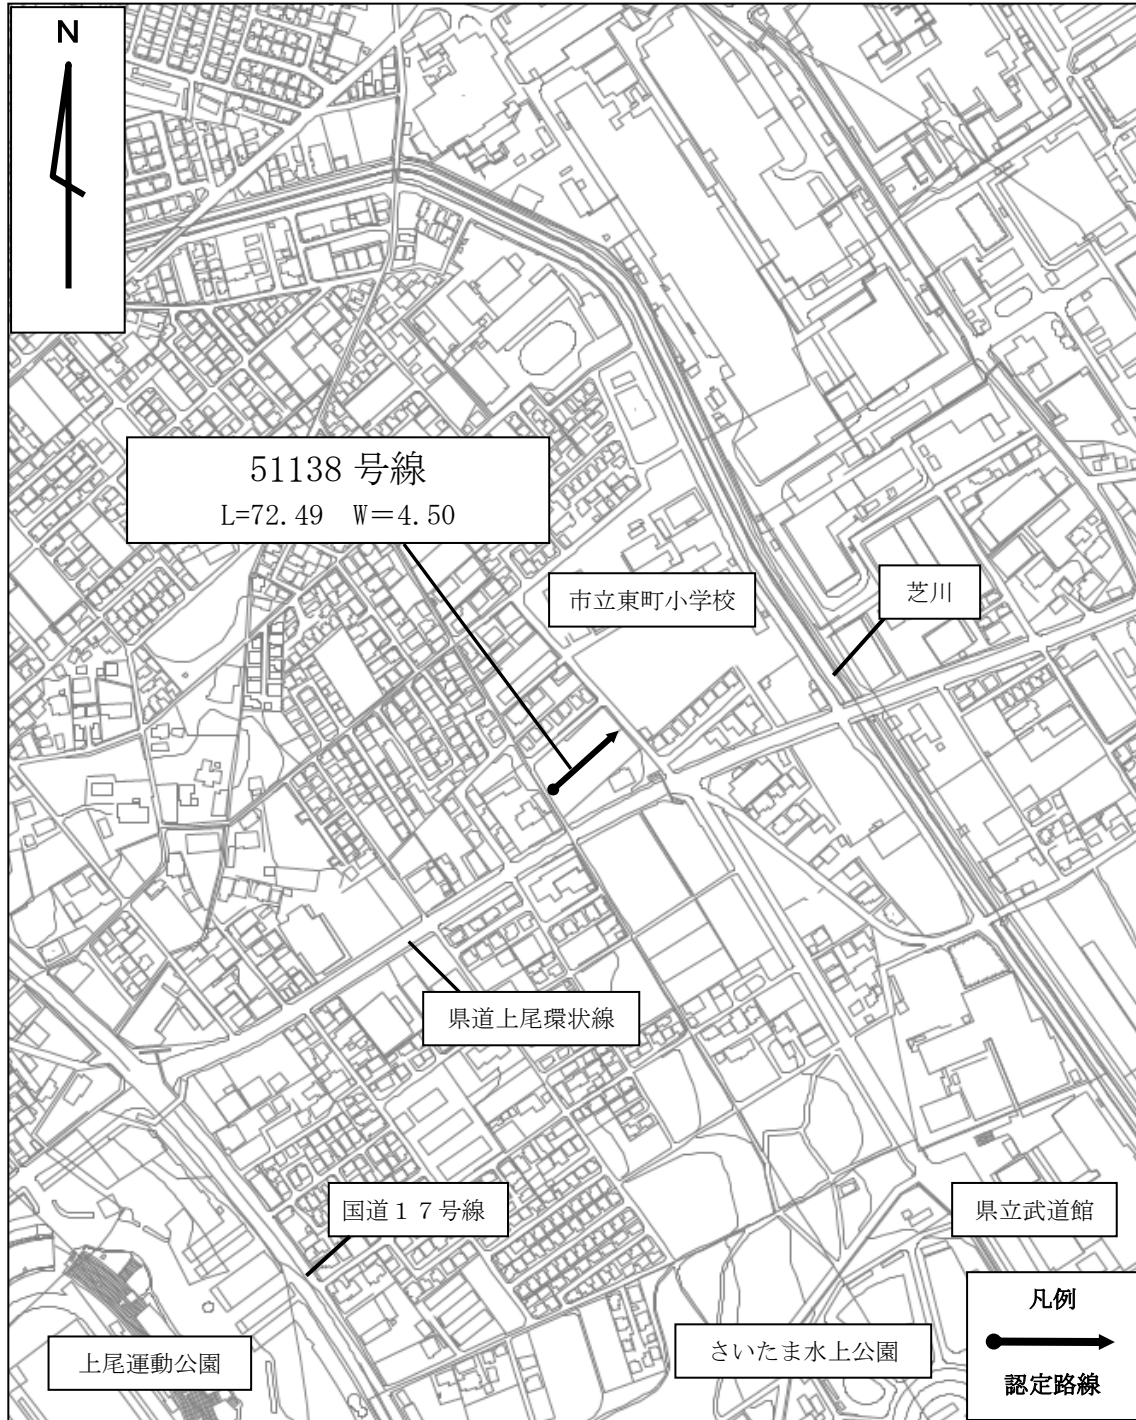 N
51138 号線
L=72.49 W＝4.50
市立東町小学校
芝川
県道上尾環状線
国道１７号線
県立武道館
上尾運動公園
さいたま水上公園
凡例
認定路線